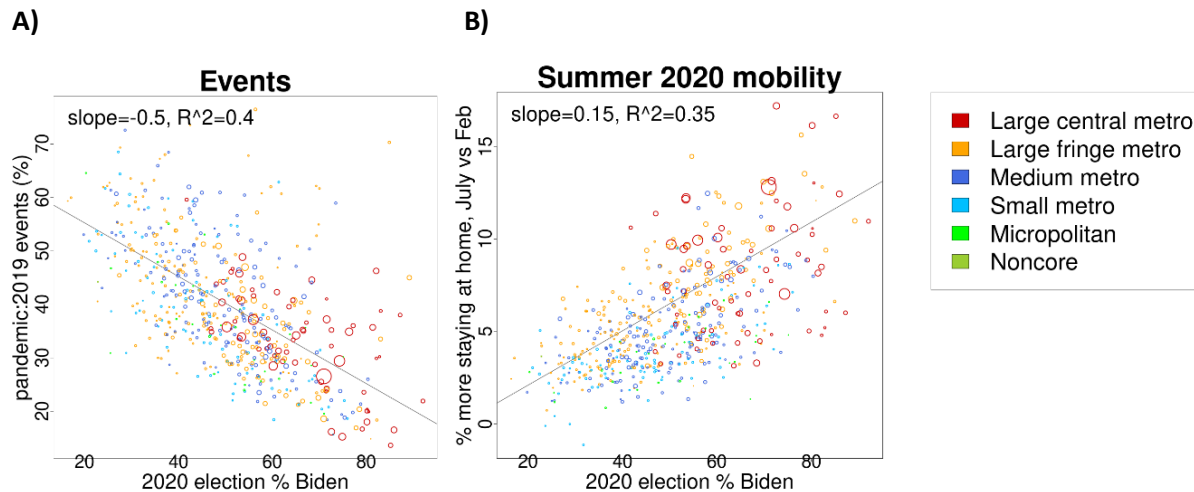 A)
B)
Events
Summer 2020 mobility
slope=-0.5, R^2=0.4
slope=0.15, R^2=0.35
pandemic:2019 events (%)
70
60
50
40
30
20
20
40
60
80
2020 election % Biden
% more staying at home, July vs Feb
15
10
5
0
20
40
60
80
2020 election % Biden
Large central metro
Large fringe metro
Medium metro
Small metro
Micropolitan
Noncore